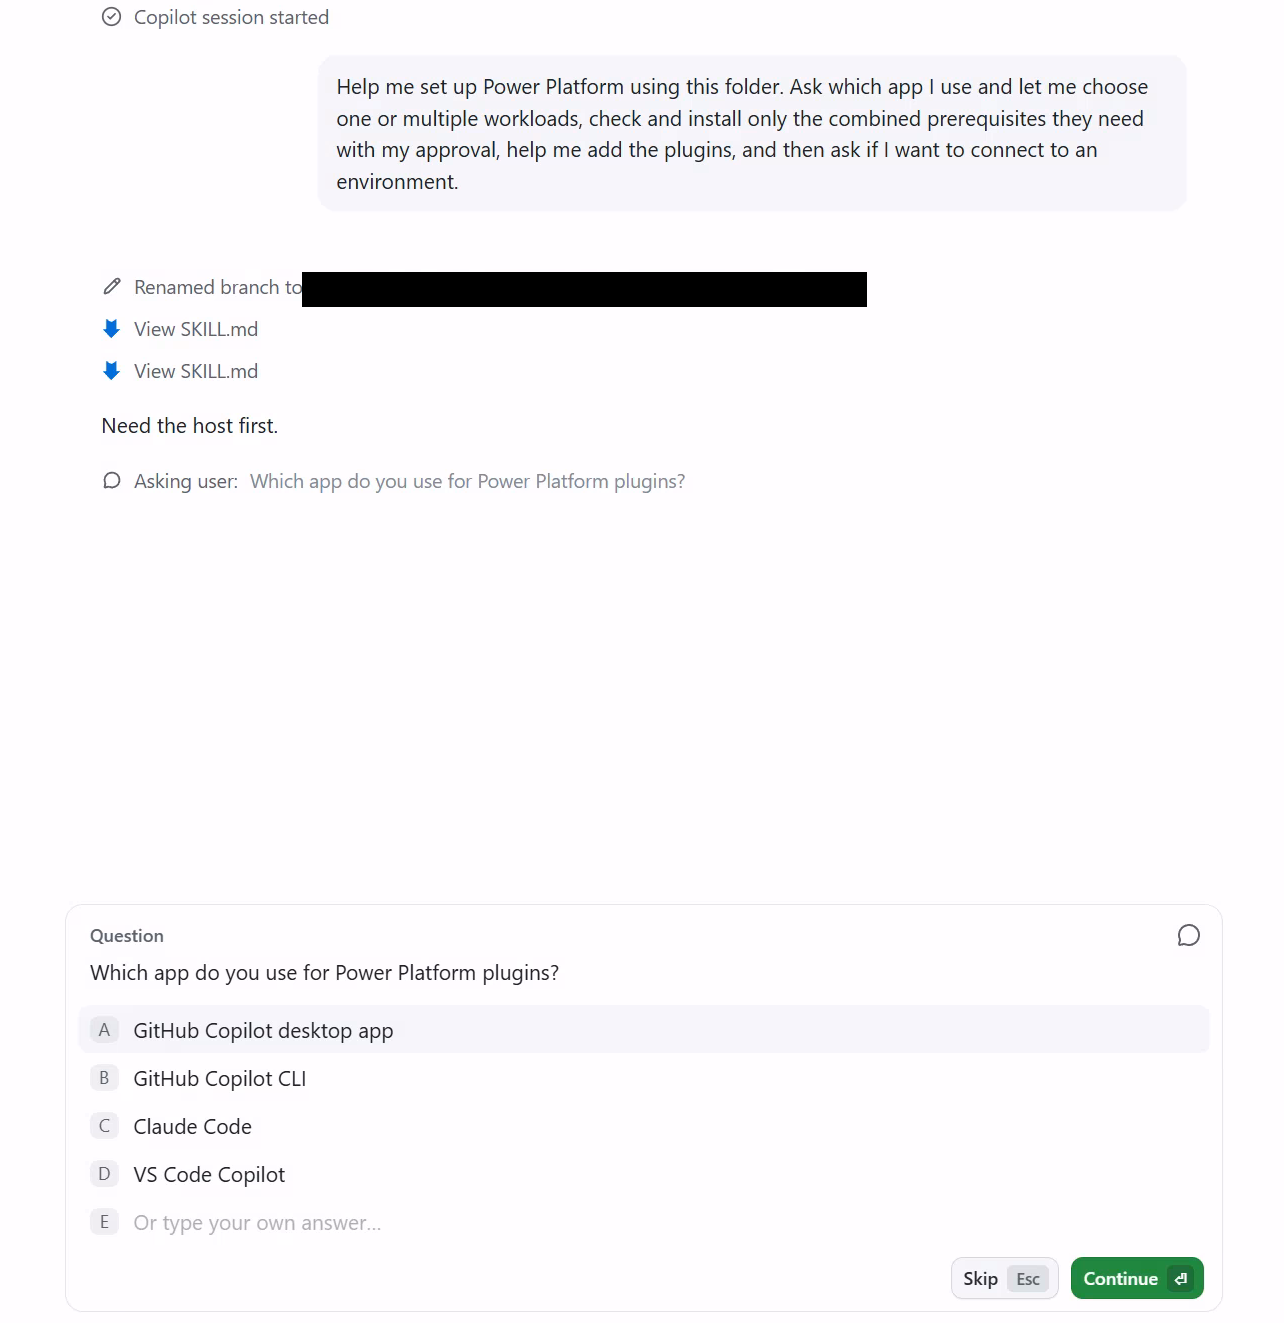 Copilot session started
Help me set up Power Platform using this folder. Ask which app I use and let me choose
one or multiple workloads, check and install only the combined prerequisites they need
with my approval, help me add the plugins, and then ask if I want to connect to an
environment.
Renamed branch to
View SKILL.md
View SKILL.md
Need the host first.
Asking user: Which app do you use for Power Platform plugins?
Question
Which app do you use for Power Platform plugins?
A GitHub Copilot desktop app
B GitHub Copilot CLI
C Claude Code
D VS Code Copilot
E Or type your own answer...
Skip Esc Continue